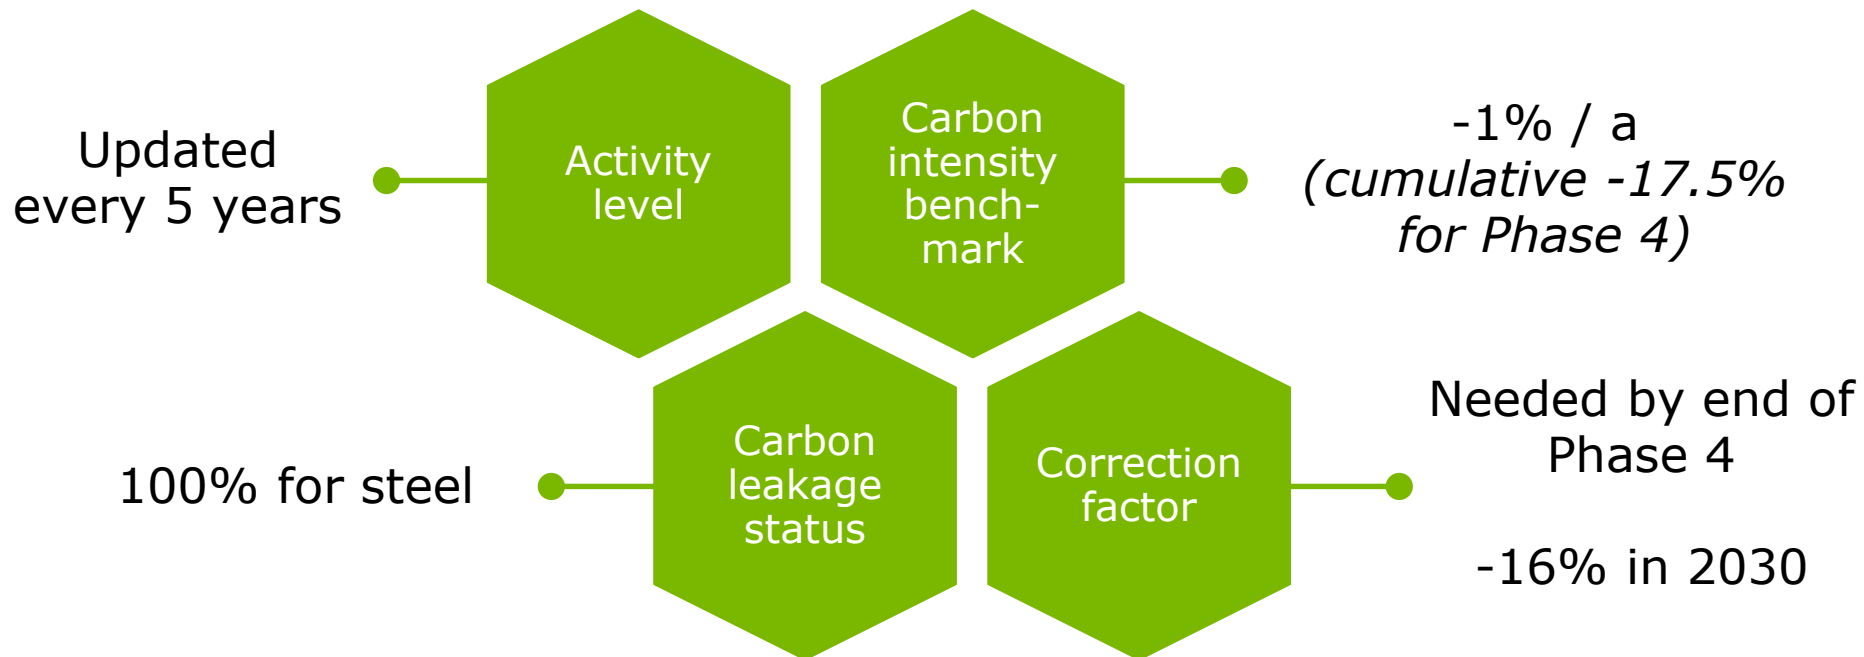 Updated
every 5 years
Activity
level
Carbon
intensity
bench-
mark
-1% / a
(cumulative -17.5%
for Phase 4)
100% for steel
Carbon
leakage
status
Correction
factor
Needed by end of
Phase 4
-16% in 2030